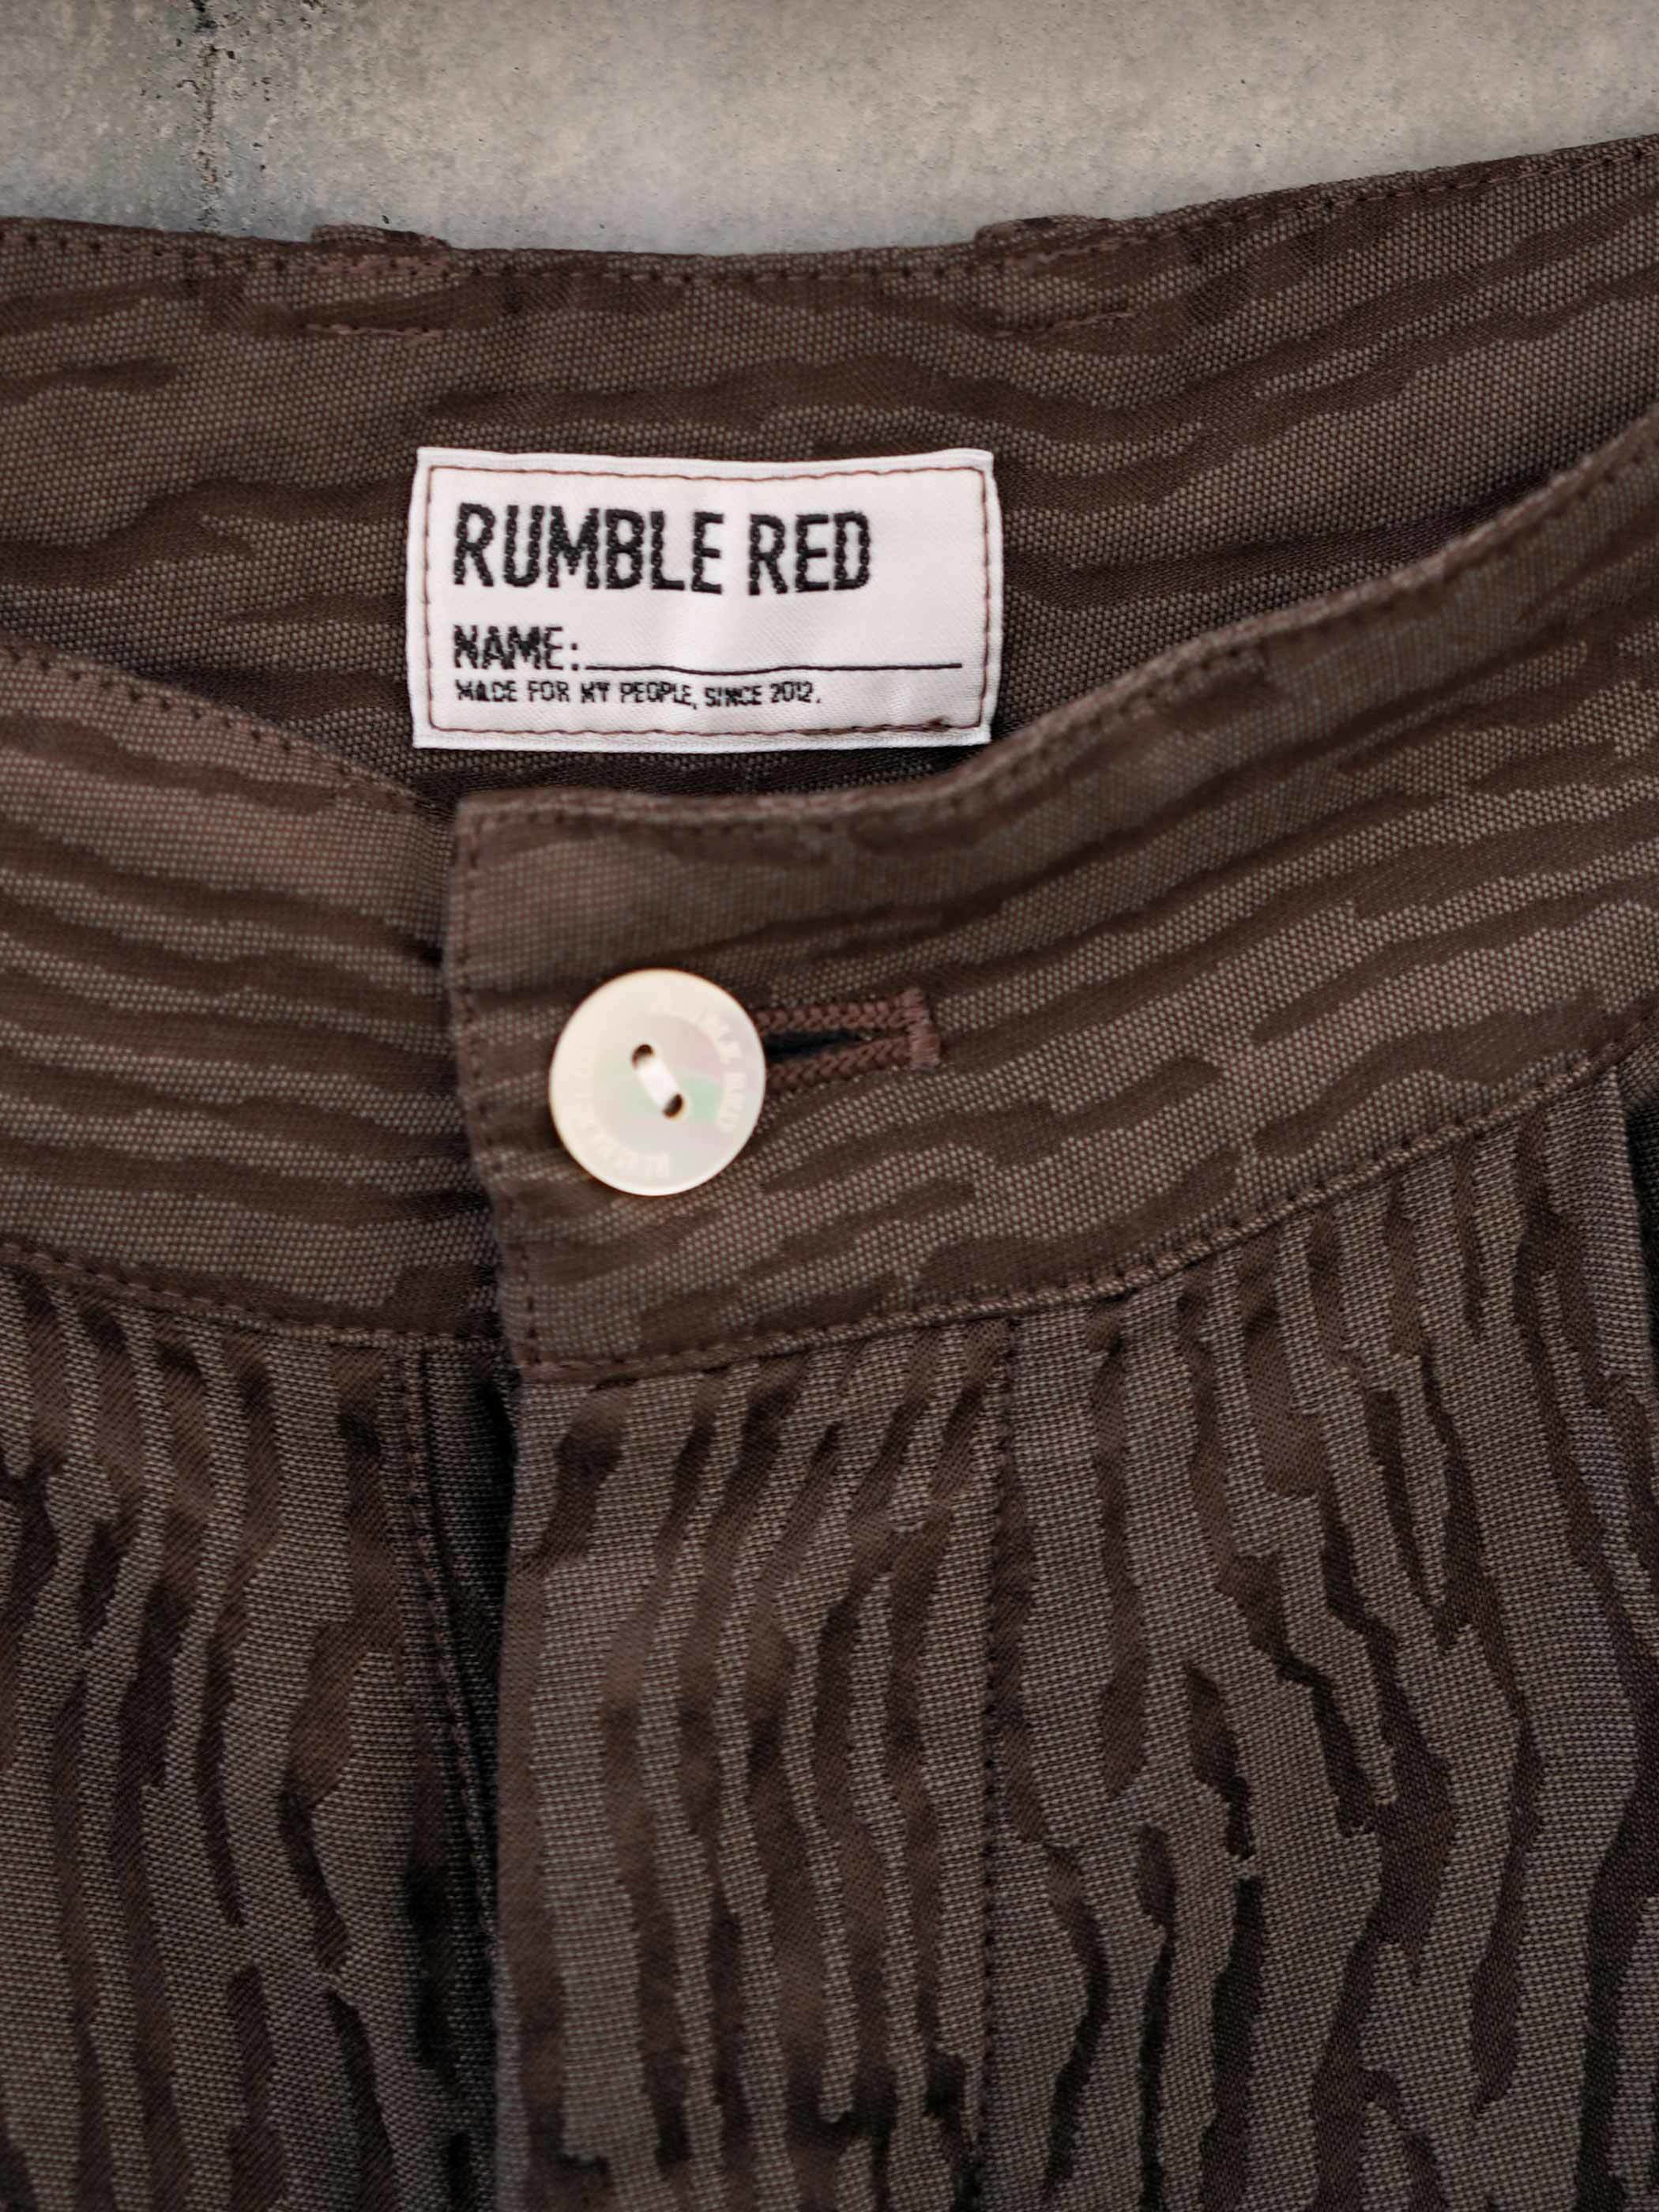 RUMBLE RED
NAME:
MADE FOR MY PEOPLE, SINCE 2012.